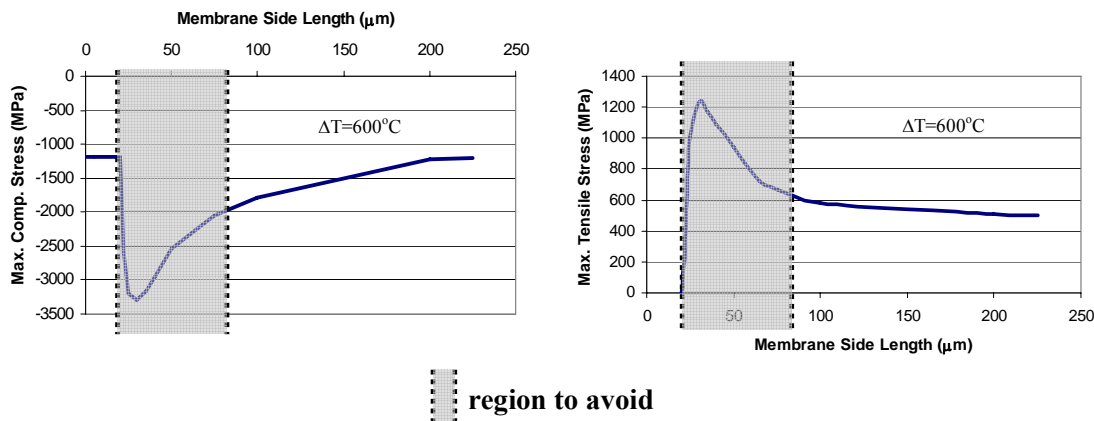 Membrane Side Length (μm)
0 50 100 150 200 250
0
-500
-1000
-1500
-2000
-2500
-3000
-3500
Max. Comp. Stress (MPa)
ΔT=600°C
1400
1200
1000
800
600
400
200
0
Max. Tensile Stress (MPa)
ΔT=600°C
0 50 100 150 200 250
Membrane Side Length (μm)
region to avoid